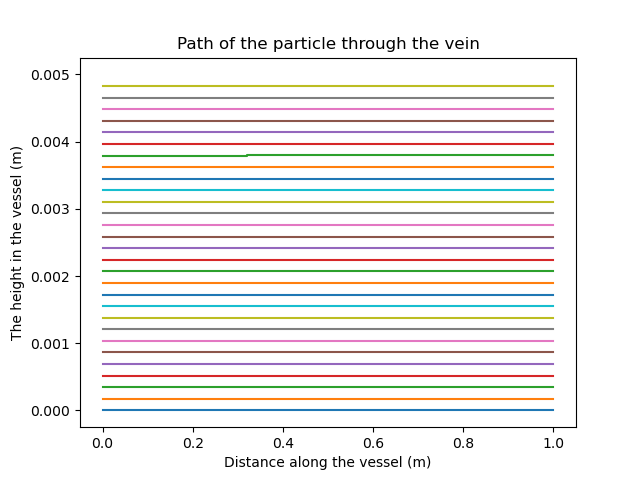 Path of the particle through the vein
0.005
0.004
0.003
0.002
0.001
0.000
The height in the vessel (m)
0.0 0.2 0.4 0.6 0.8 1.0
Distance along the vessel (m)